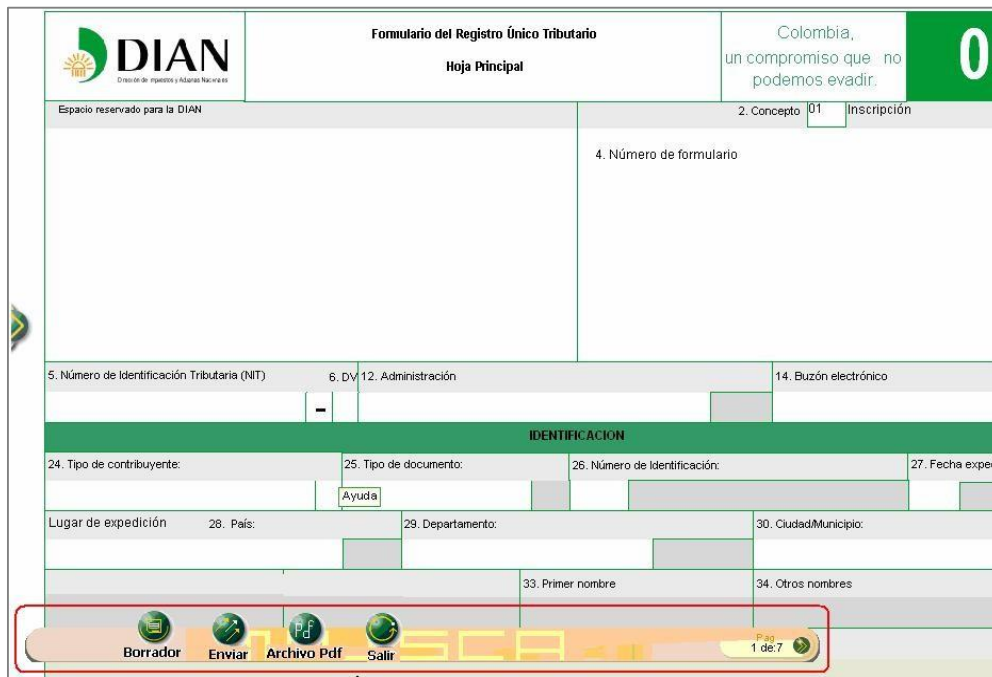 DIAN
Dirección de Impuestos y Aduanas Nacionales
Formulario del Registro Único Tributario
Hoja Principal
Colombia,
un compromiso que no
podemos evadir.
0
Espacio reservado para la DIAN
2. Concepto 01 Inscripción
4. Número de formulario
5. Número de Identificación Tributaria (NIT) 6. DV 12. Administración 14. Buzón electrónico
-
IDENTIFICACION
24. Tipo de contribuyente: 25. Tipo de documento: 26. Número de Identificación: 27. Fecha expe
Ayuda
Lugar de expedición 28. País: 29. Departamento: 30. Ciudad/Municipio:
33. Primer nombre 34. Otros nombres
Borrador Enviar Archivo Pdf Salir
Pag
1 de:7